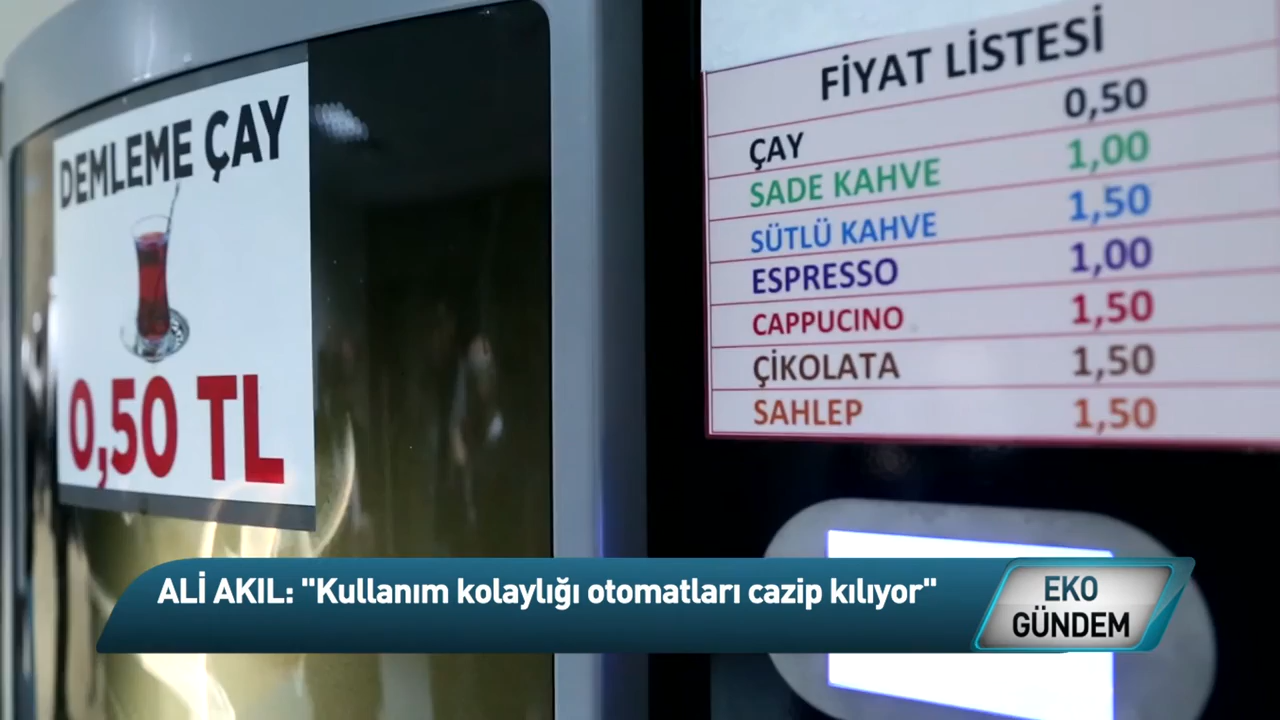 DEMLEME ÇAY
0,50 TL
FİYAT LİSTESİ
ÇAY 0,50
SADE KAHVE 1,00
SÜTLÜ KAHVE 1,50
ESPRESSO 1,00
CAPPUCINO 1,50
ÇİKOLATA 1,50
SAHLEP 1,50
ALİ AKIL: "Kullanım kolaylığı otomatları cazip kılıyor"
EKO
GÜNDEM